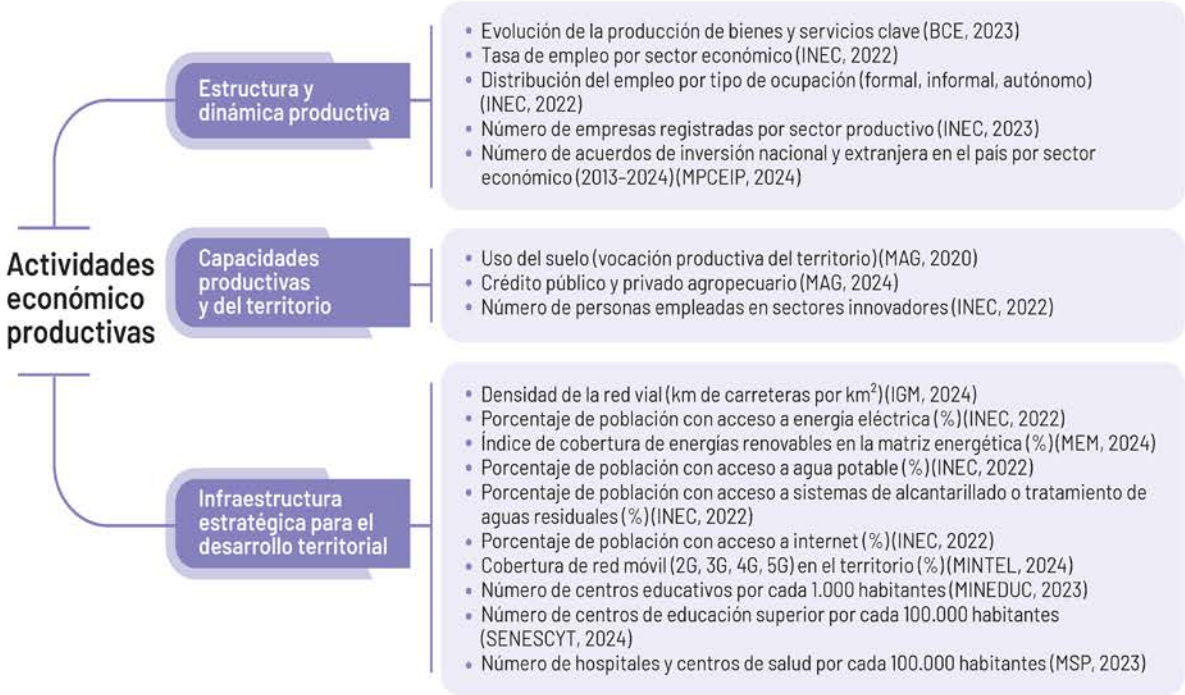 Actividades
económico
productivas
Estructura y
dinámica productiva
• Evolución de la producción de bienes y servicios clave (BCE, 2023)
• Tasa de empleo por sector económico (INEC, 2022)
• Distribución del empleo por tipo de ocupación (formal, informal, autónomo)
(INEC, 2022)
• Número de empresas registradas por sector productivo (INEC, 2023)
• Número de acuerdos de inversión nacional y extranjera en el país por sector
económico (2013-2024) (MPCEIP, 2024)
Capacidades
productivas
y del territorio
• Uso del suelo (vocación productiva del territorio) (MAG, 2020)
• Crédito público y privado agropecuario (MAG, 2024)
• Número de personas empleadas en sectores innovadores (INEC, 2022)
Infraestructura
estratégica para el
desarrollo territorial
• Densidad de la red vial (km de carreteras por km²) (IGM, 2024)
• Porcentaje de población con acceso a energía eléctrica (%) (INEC, 2022)
• Índice de cobertura de energías renovables en la matriz energética (%) (MEM, 2024)
• Porcentaje de población con acceso a agua potable (%) (INEC, 2022)
• Porcentaje de población con acceso a sistemas de alcantarillado o tratamiento de
aguas residuales (%) (INEC, 2022)
• Porcentaje de población con acceso a internet (%) (INEC, 2022)
• Cobertura de red móvil (2G, 3G, 4G, 5G) en el territorio (%) (MINTEL, 2024)
• Número de centros educativos por cada 1.000 habitantes (MINEDUC, 2023)
• Número de centros de educación superior por cada 100.000 habitantes
(SENESCYT, 2024)
• Número de hospitales y centros de salud por cada 100.000 habitantes (MSP, 2023)